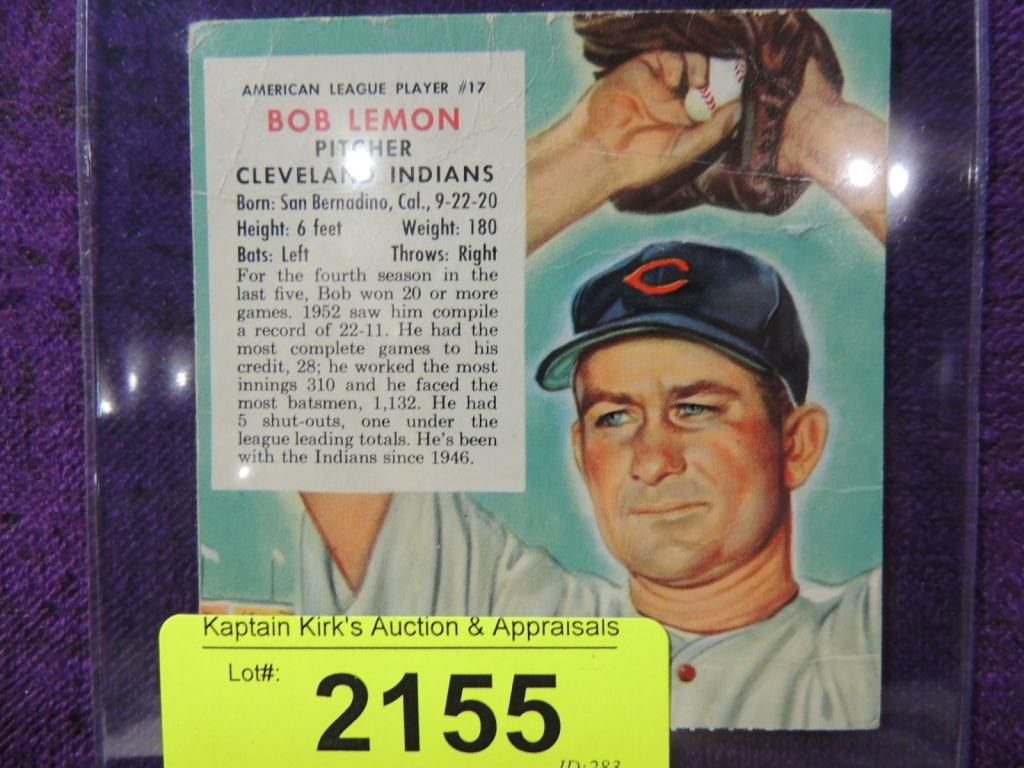 AMERICAN LEAGUE PLAYER #17
BOB LEMON
PITCHER
CLEVELAND INDIANS
Born: San Bernadino, Cal., 9-22-20
Height: 6 feet Weight: 180
Bats: Left Throws: Right
For the fourth season in the
last five, Bob won 20 or more
games. 1952 saw him compile
a record of 22-11. He had the
most complete games to his
credit, 28; he worked the most
innings 310 and he faced the
most batsmen, 1,132. He had
5 shut-outs, one under the
league leading totals. He's been
with the Indians since 1946.
C
Kaptain Kirk's Auction & Appraisals
Lot#: 2155
ID: 283